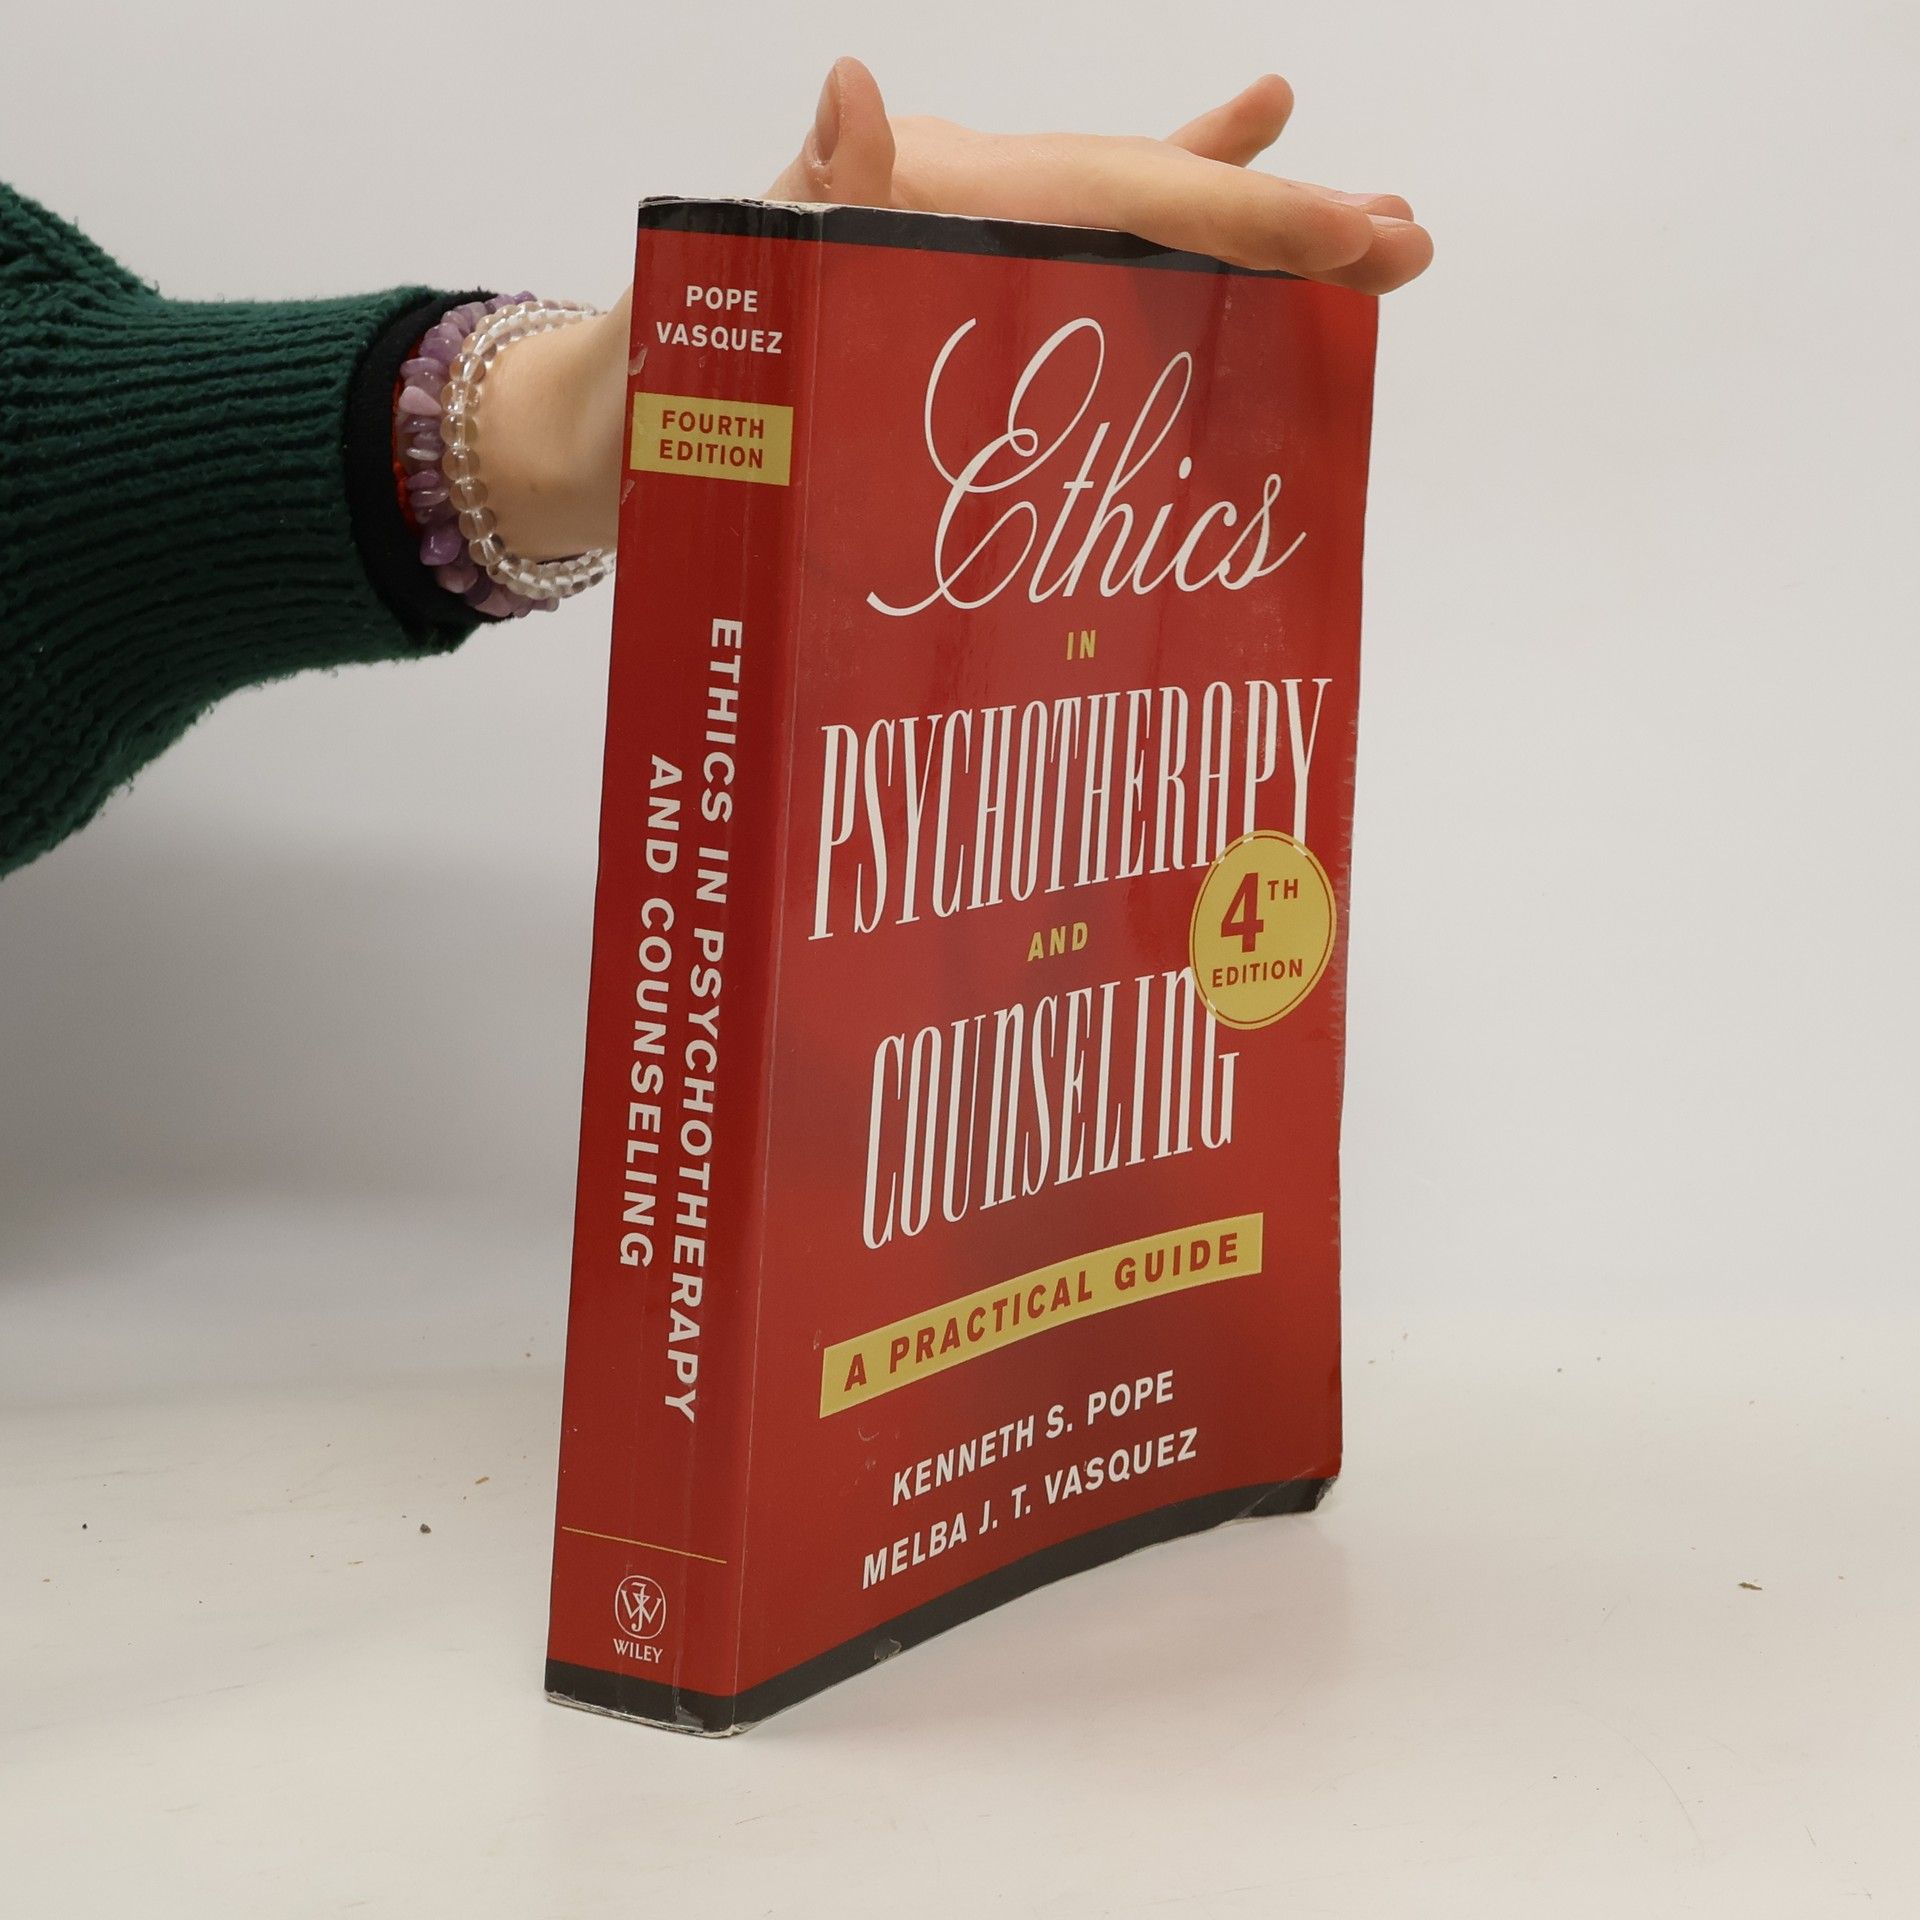 POPE
VASQUEZ
FOURTH
EDITION
ETHICS IN PSYCHOTHERAPY
AND COUNSELING
JW
WILEY
Ethics
IN
PSYCHOTHERAPY
AND
COUNSELING
4TH
EDITION
A PRACTICAL GUIDE
KENNETH S. POPE
MELBA J. T. VASQUEZ